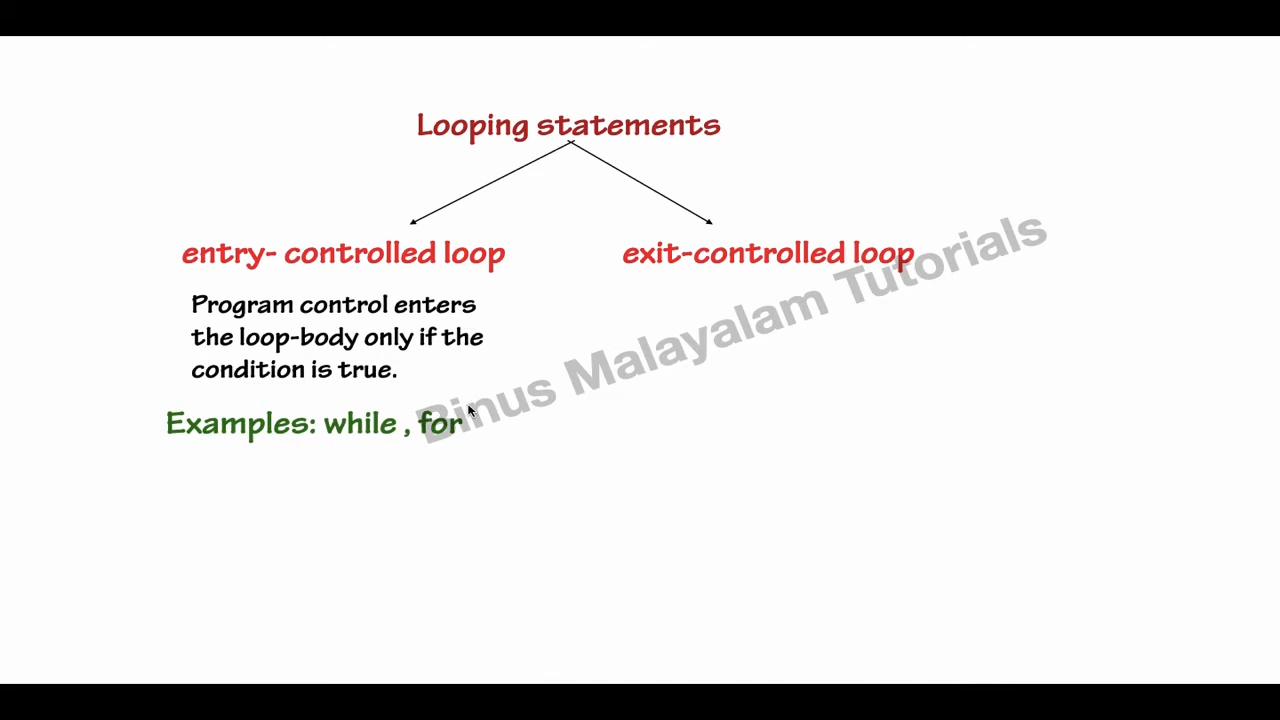 Looping statements
entry- controlled loop
exit-controlled loop
Program control enters
the loop-body only if the
condition is true.
Examples: while , for
Binus Malayalam Tutorials